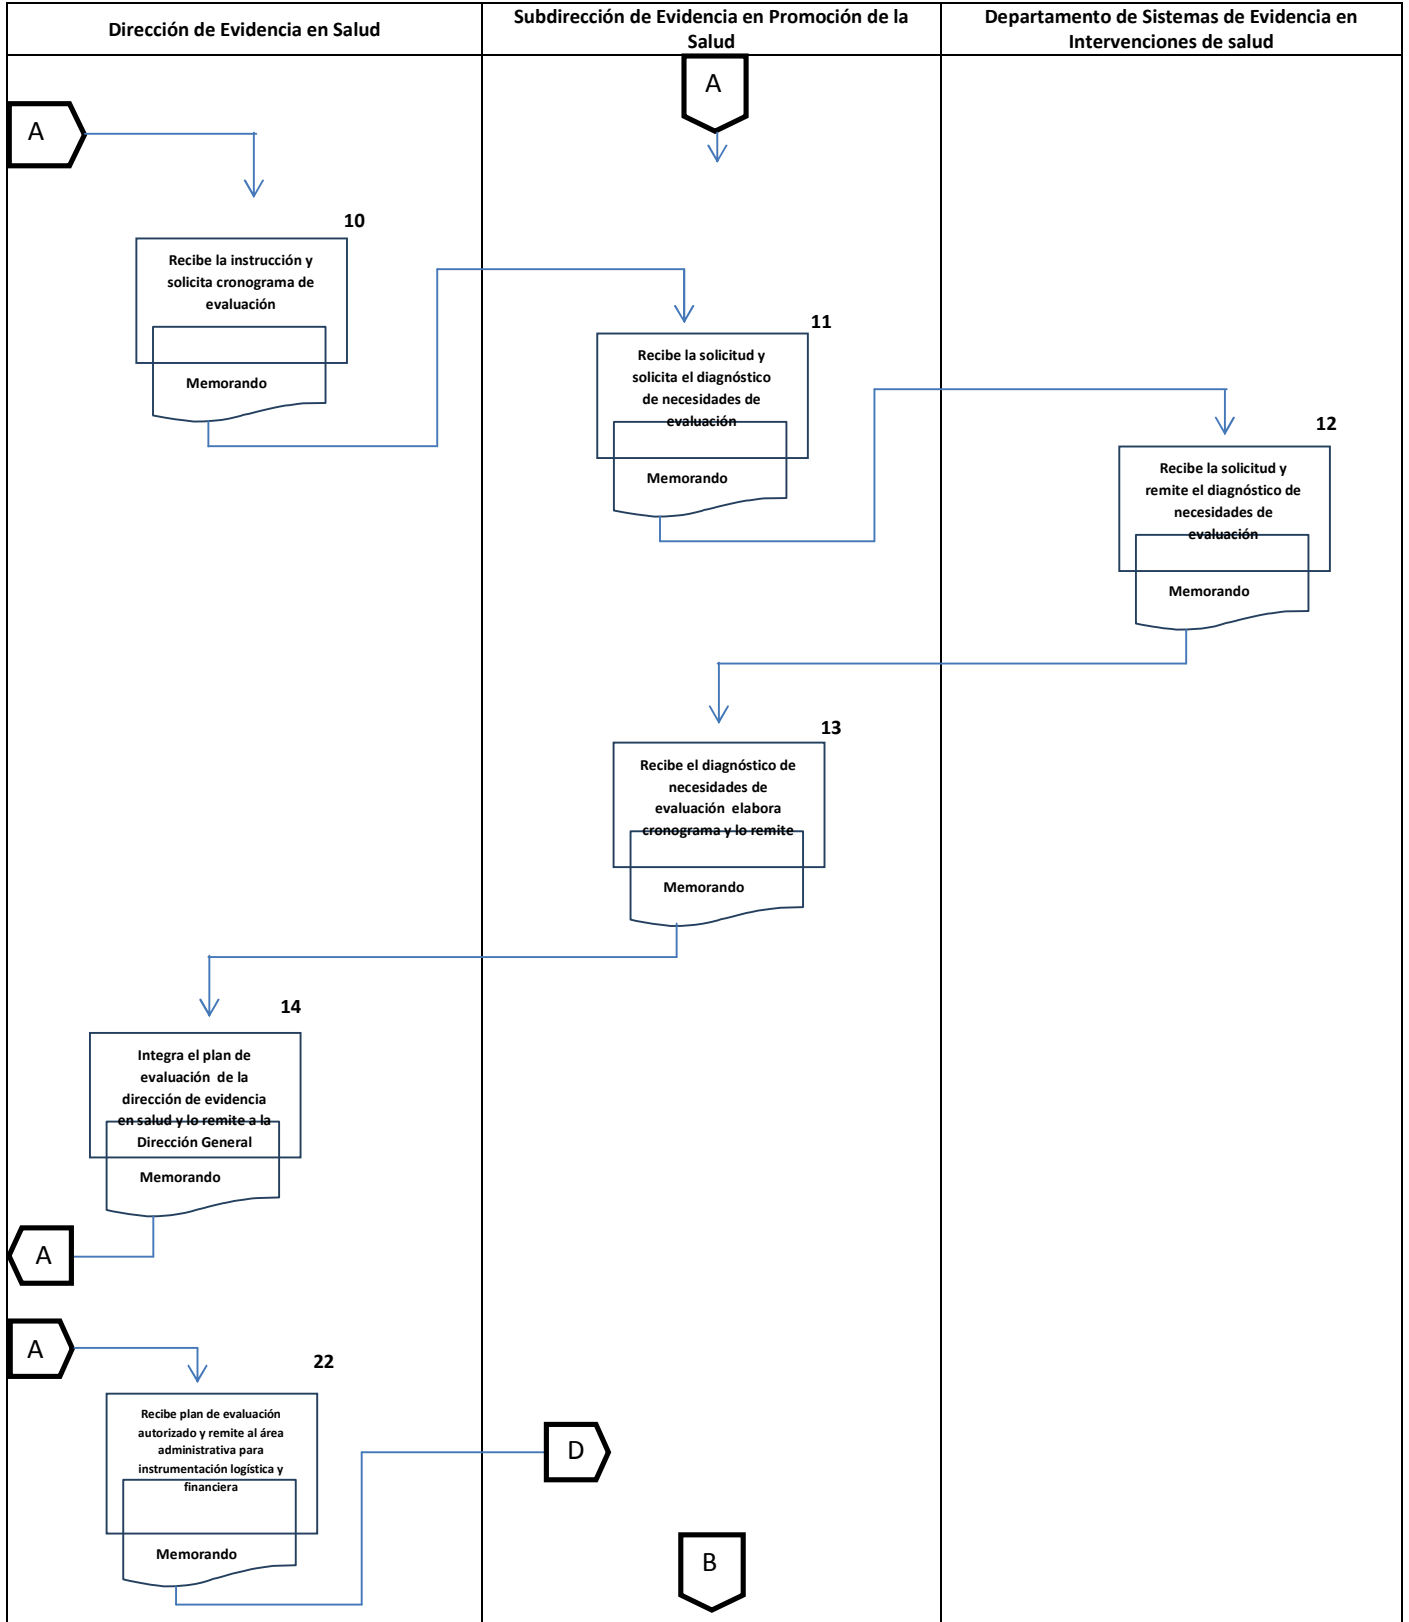 Dirección de Evidencia en Salud
Subdirección de Evidencia en Promoción de la
Salud
Departamento de Sistemas de Evidencia en
Intervenciones de salud
A
A
10
Recibe la instrucción y
solicita cronograma de
evaluación
Memorando
11
Recibe la solicitud y
solicita el diagnóstico
de necesidades de
evaluación
Memorando
12
Recibe la solicitud y
remite el diagnóstico de
necesidades de
evaluación
Memorando
13
Recibe el diagnóstico de
necesidades de
evaluación elabora
cronograma y lo remite
Memorando
14
Integra el plan de
evaluación de la
dirección de evidencia
en salud y lo remite a la
Dirección General
Memorando
A
A
22
Recibe plan de evaluación
autorizado y remite al área
administrativa para
instrumentación logística y
financiera
Memorando
D
B